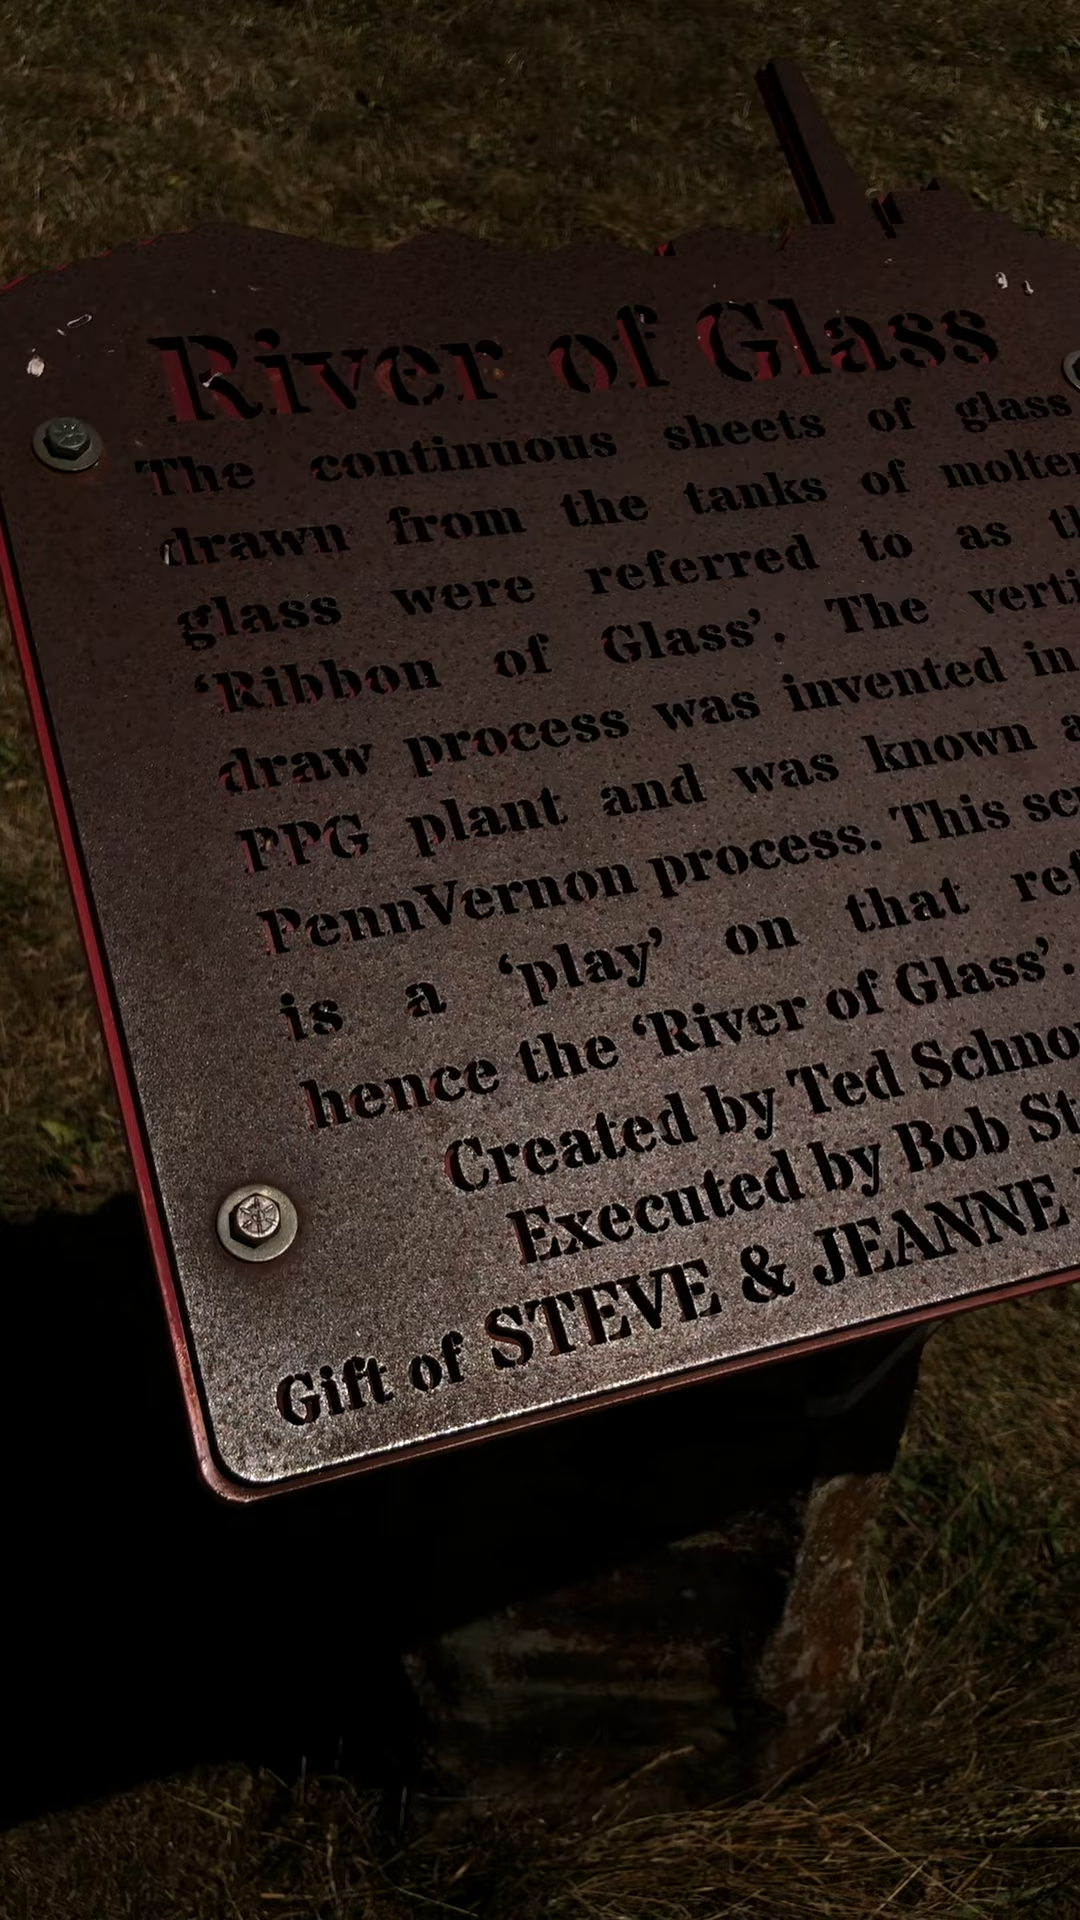 River of Glass
The continuous sheets of glass
drawn from the tanks of molten
glass were referred to as
'Ribbon of Glass'. The
draw process was invented in
PPG plant and was known
PennVernon process. This
is a 'play' on that
hence the 'River of Glass'.
Created by Ted
Executed by Bob
Gift of STEVE & JEANNE